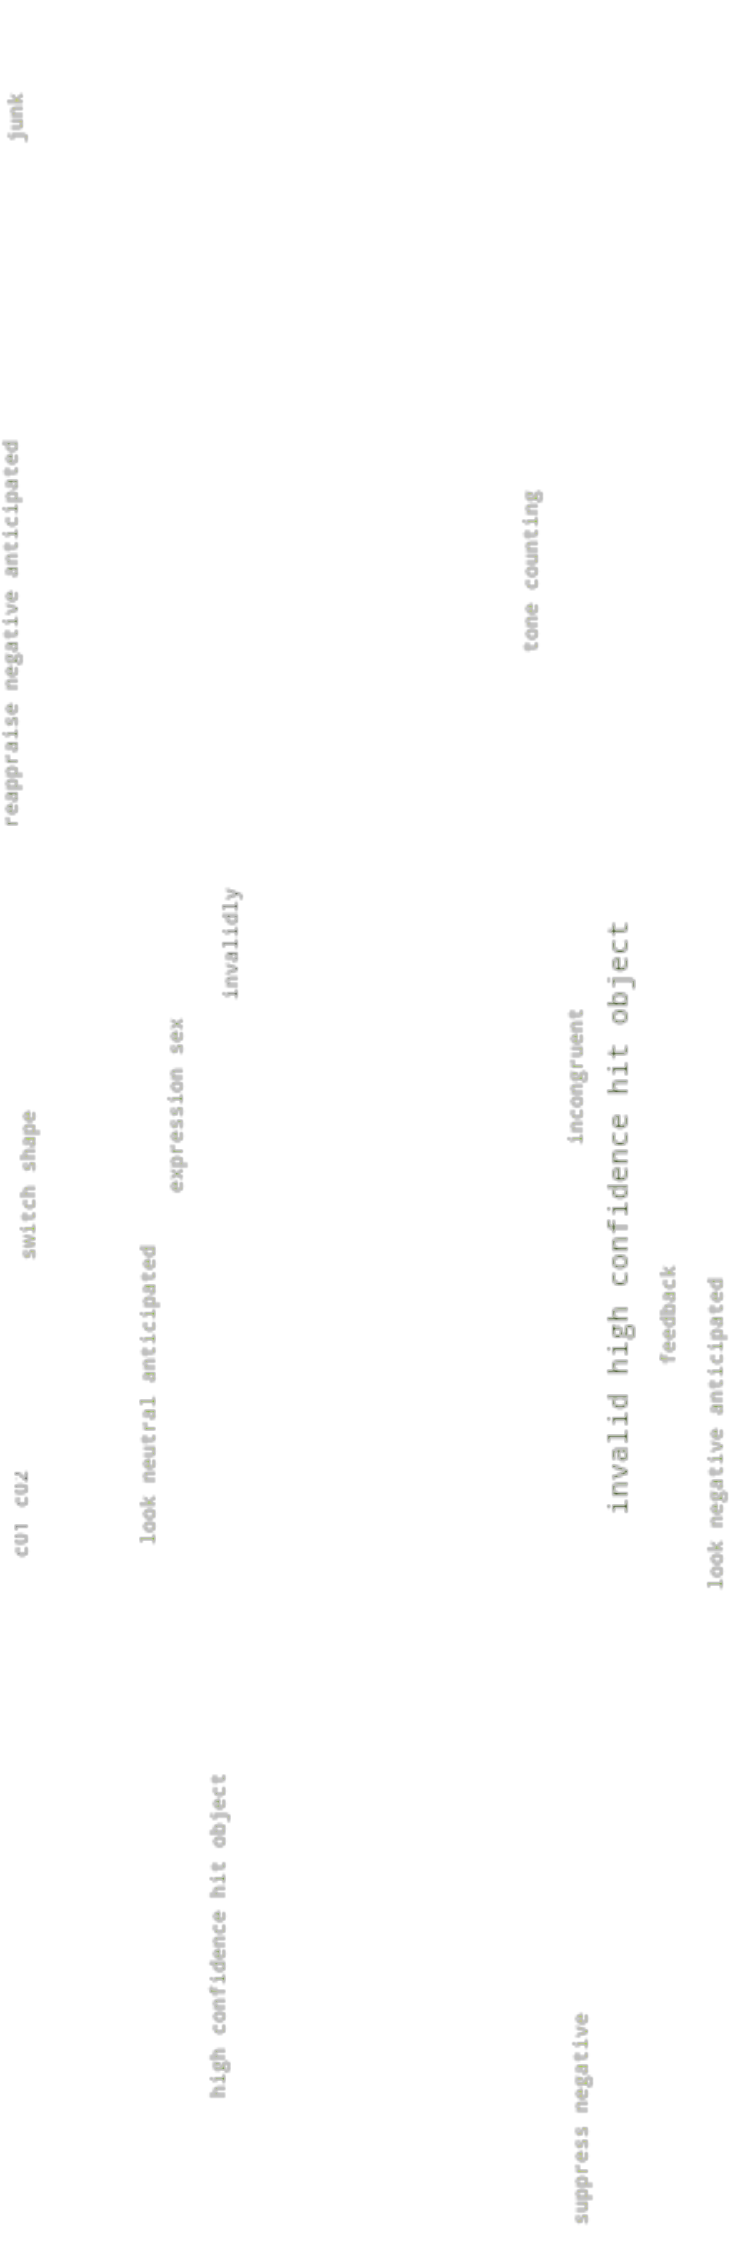 junk
reappraise negative anticipated
tone counting
invalidly
invalid high confidence hit object
incongruent
expression sex
switch shape
look neutral anticipated
feedback
look negative anticipated
cu1 cu2
high confidence hit object
suppress negative